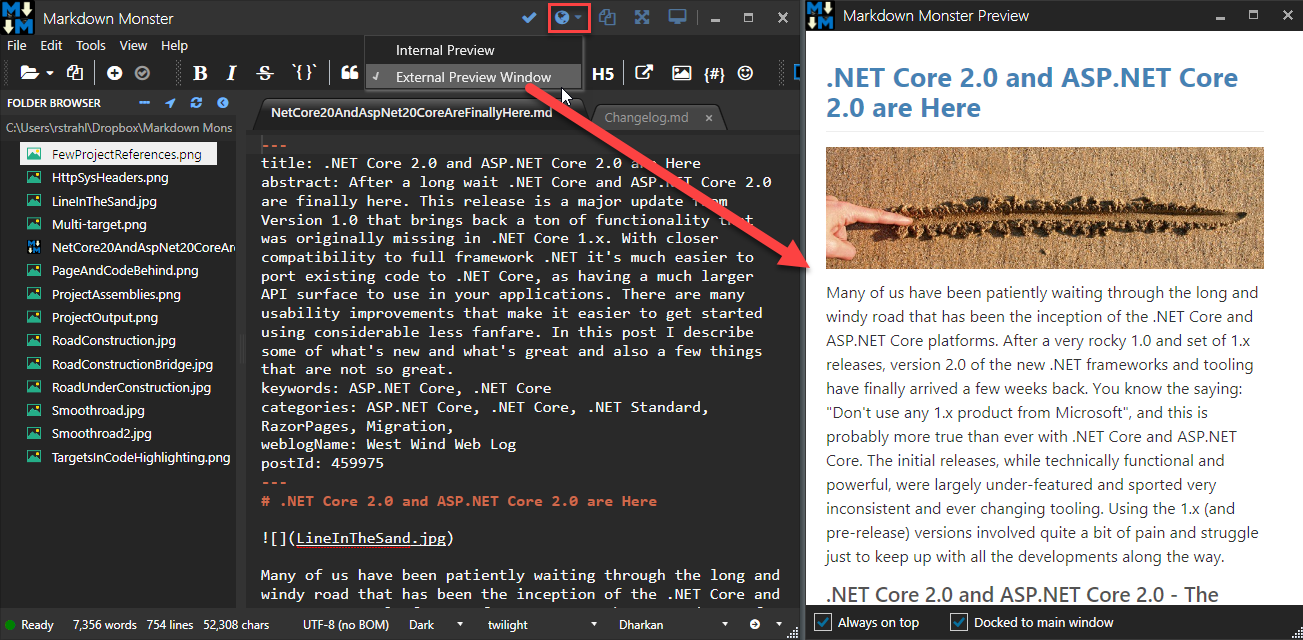 Markdown Monster
File Edit Tools View Help
Internal Preview
External Preview Window
B I S `{}` H5 {#}
FOLDER BROWSER
C:\Users\rstrahl\Dropbox\Markdown Mons
FewProjectReferences.png
HttpSysHeaders.png
LineInTheSand.jpg
Multi-target.png
NetCore20AndAspNet20CoreAr
PageAndCodeBehind.png
ProjectAssemblies.png
ProjectOutput.png
RoadConstruction.jpg
RoadConstructionBridge.jpg
RoadUnderConstruction.jpg
Smoothroad.jpg
Smoothroad2.jpg
TargetsInCodeHighlighting.png
NetCore20AndAspNet20CoreAreFinallyHere.md
Changelog.md
---
title: .NET Core 2.0 and ASP.NET Core 2.0 are Here
abstract: After a long wait .NET Core and ASP.NET Core 2.0
are finally here. This release is a major update from
Version 1.0 that brings back a ton of functionality that
was originally missing in .NET Core 1.x. With closer
compatibility to full framework .NET it's much easier to
port existing code to .NET Core, as having a much larger
API surface to use in your applications. There are many
usability improvements that make it easier to get started
using considerable less fanfare. In this post I describe
some of what's new and what's great and also a few things
that are not so great.
keywords: ASP.NET Core, .NET Core
categories: ASP.NET Core, .NET Core, .NET Standard,
RazorPages, Migration,
weblogName: West Wind Web Log
postId: 459975
---
# .NET Core 2.0 and ASP.NET Core 2.0 are Here
![](LineInTheSand.jpg)
Many of us have been patiently waiting through the long and
windy road that has been the inception of the .NET Core and
Ready 7,356 words 754 lines 52,308 chars UTF-8 (no BOM) Dark twilight Dharkan
Markdown Monster Preview
.NET Core 2.0 and ASP.NET Core
2.0 are Here
Many of us have been patiently waiting through the long and
windy road that has been the inception of the .NET Core and
ASP.NET Core platforms. After a very rocky 1.0 and set of 1.x
releases, version 2.0 of the new .NET frameworks and tooling
have finally arrived a few weeks back. You know the saying:
"Don't use any 1.x product from Microsoft", and this is
probably more true than ever with .NET Core and ASP.NET
Core. The initial releases, while technically functional and
powerful, were largely under-featured and sported very
inconsistent and ever changing tooling. Using the 1.x (and
pre-release) versions involved quite a bit of pain and struggle
just to keep up with all the developments along the way.
.NET Core 2.0 and ASP.NET Core 2.0 - The
Always on top Docked to main window